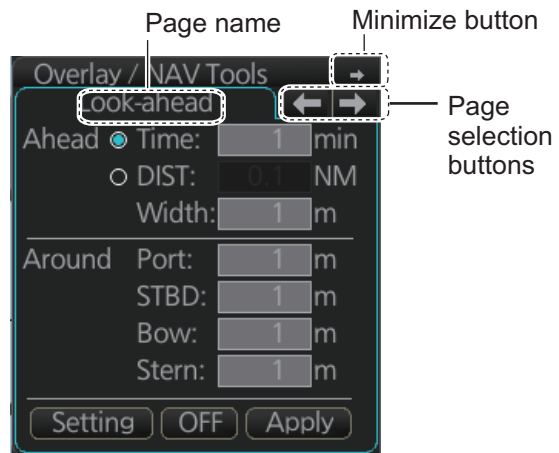 Page name
Minimize button
Overlay / NAV Tools
Look-ahead
Page
selection
buttons
Ahead Time: 1 min
DIST: 0.1 NM
Width: 1 m
Around Port: 1 m
STBD: 1 m
Bow: 1 m
Stern: 1 m
Setting OFF Apply